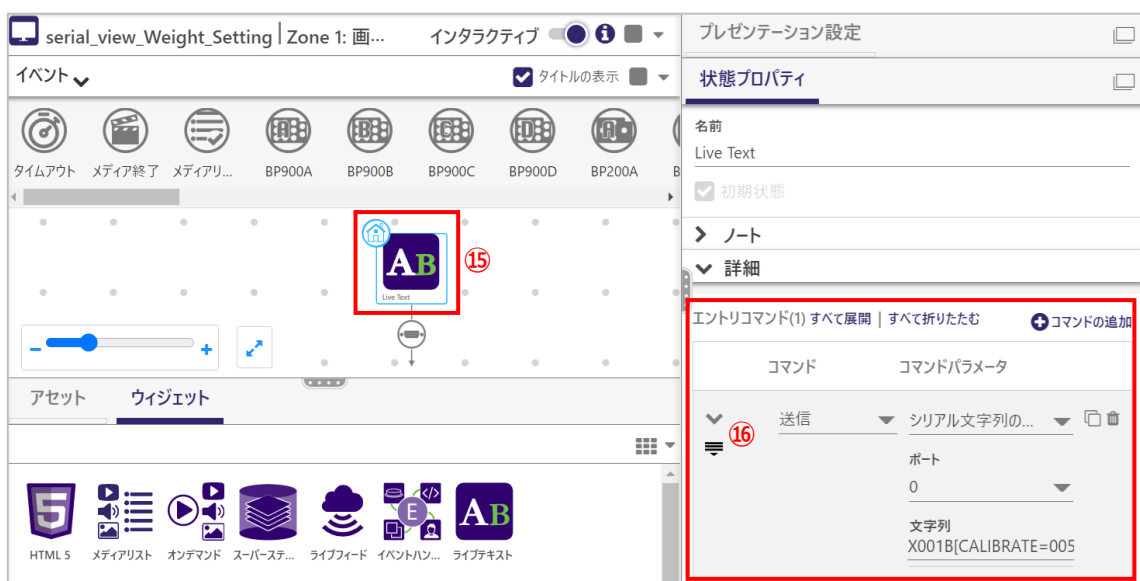 serial_view_Weight_Setting | Zone 1: 画...
インタラクティブ
イベント
タイトルの表示
タイムアウト
メディア終了
メディアリ...
BP900A
BP900B
BP900C
BP900D
BP200A
B
AB
Live Text
⑮
アセット
ウィジェット
HTML 5
メディアリスト
オンデマンド
スーパーステ...
ライブフィード
イベントハン...
ライブテキスト
プレゼンテーション設定
状態プロパティ
名前
Live Text
初期状態
ノート
詳細
エントリコマンド(1) すべて展開 | すべて折りたたむ
コマンドの追加
コマンド
コマンドパラメータ
⑯
送信
シリアル文字列の...
ポート
0
文字列
X001B[CALIBRATE=005